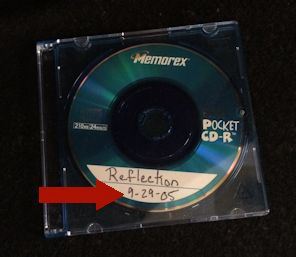 Memorex
210MB/24min
POCKET
CD-R
Reflection
9-29-05